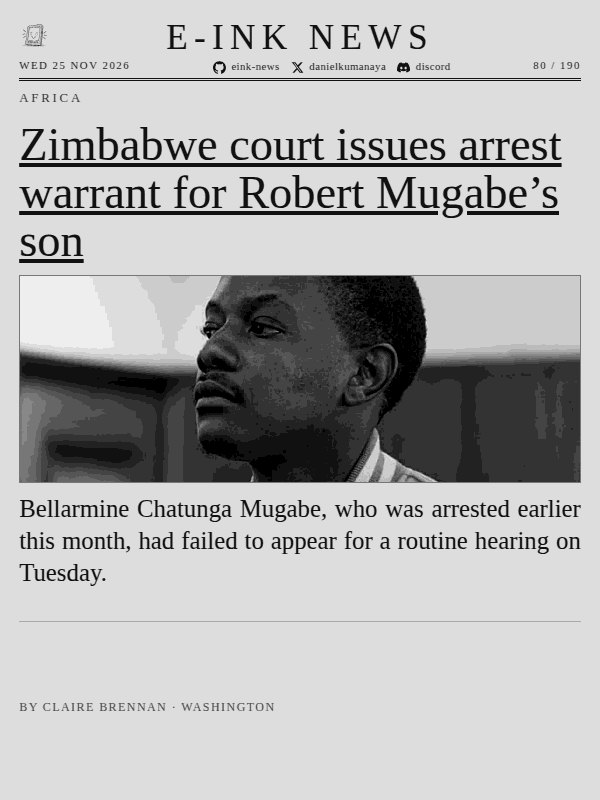 E-INK NEWS
WED 25 NOV 2026
eink-news danielkumanaya discord
80 / 190
AFRICA
Zimbabwe court issues arrest
warrant for Robert Mugabe’s
son
Bellarmine Chatunga Mugabe, who was arrested earlier
this month, had failed to appear for a routine hearing on
Tuesday.
BY CLAIRE BRENNAN · WASHINGTON